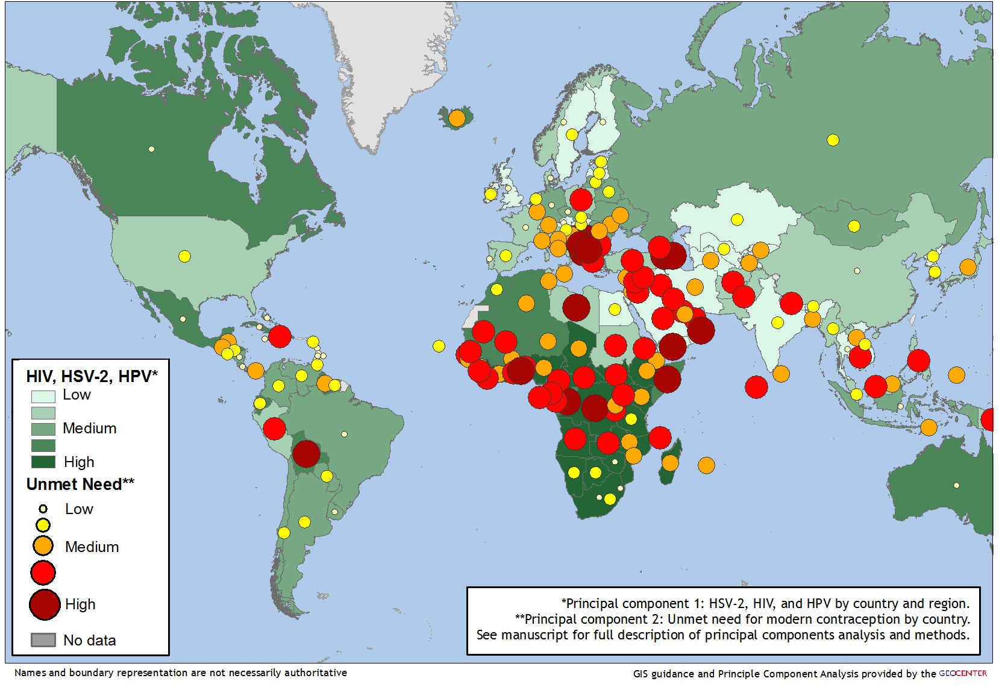 HIV, HSV-2, HPV*
Low
Medium
High
Unmet Need**
Low
Medium
High
No data
*Principal component 1: HSV-2, HIV, and HPV by country and region.
**Principal component 2: Unmet need for modern contraception by country.
See manuscript for full description of principal components analysis and methods.
Names and boundary representation are not necessarily authoritative
GIS guidance and Principle Component Analysis provided by the GEOCENTER